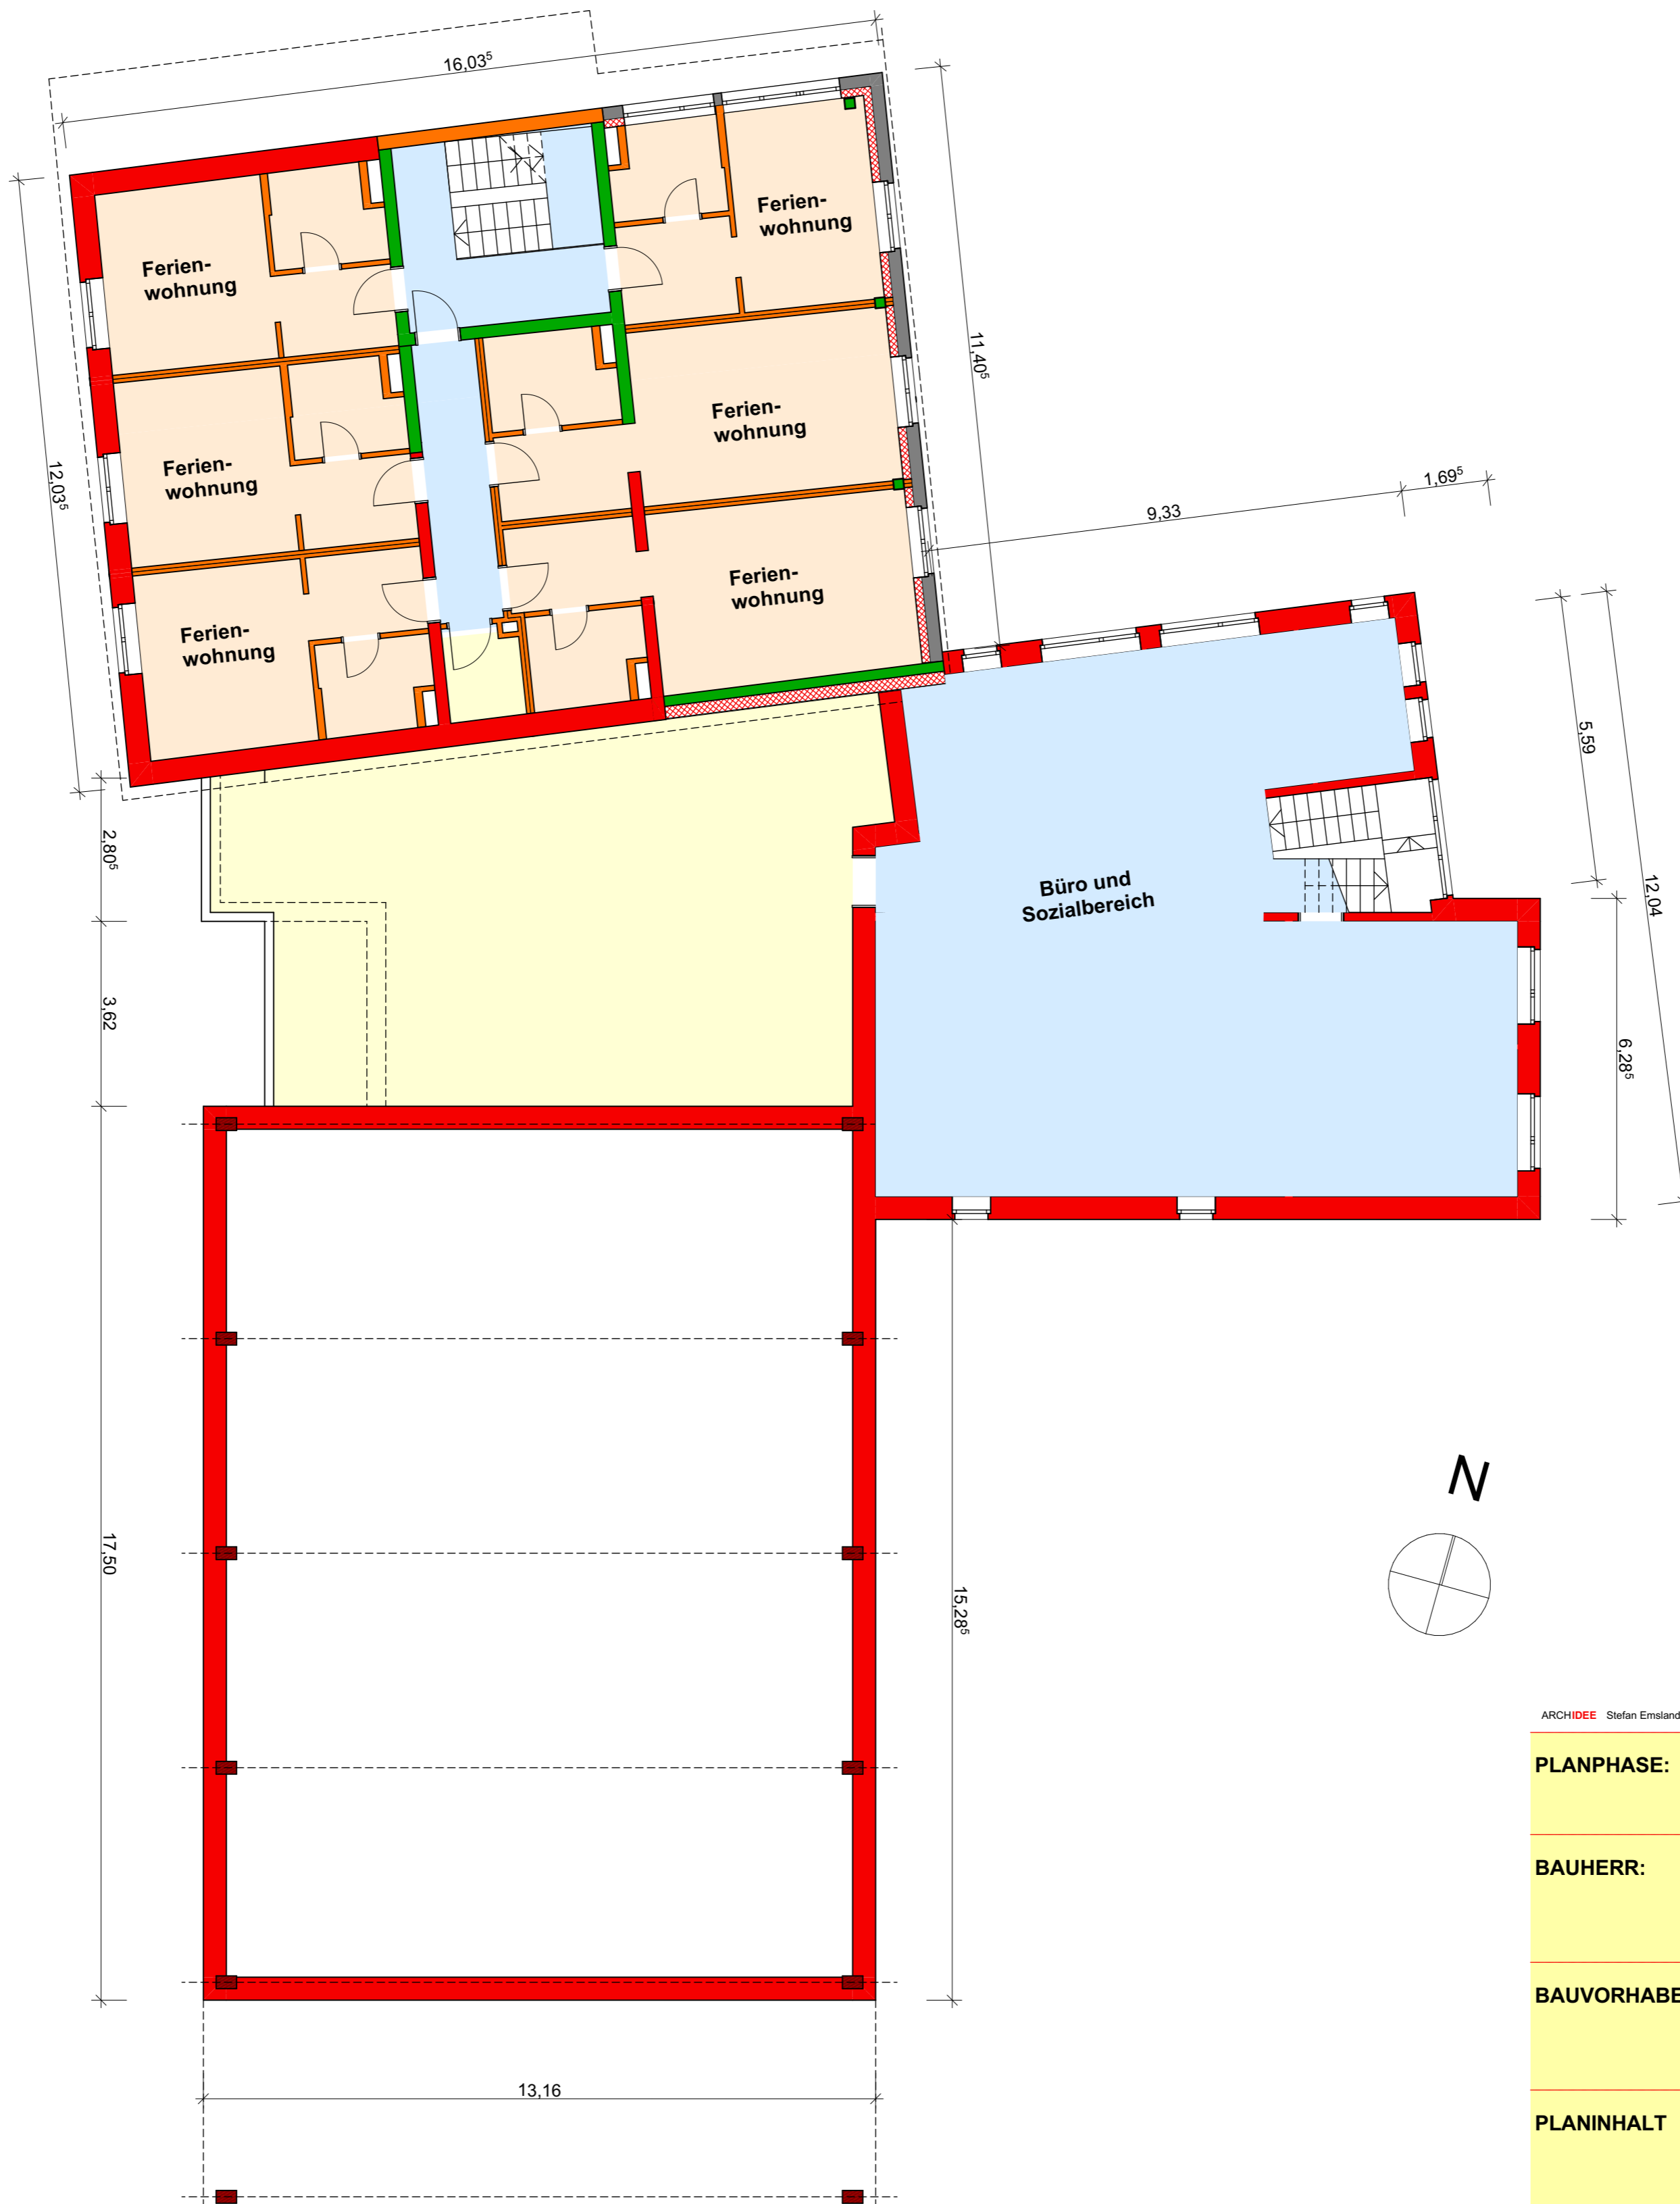 16,03⁵
Ferien-
wohnung
Ferien-
wohnung
11,40⁵
Ferien-
wohnung
12,03⁵
Ferien-
wohnung
1,69⁵
9,33
Ferien-
wohnung
Ferien-
wohnung
5,59
2,80⁵
Büro und
Sozialbereich
12,04
3,62
6,28⁵
N
17,50
15,28⁵
ARCHIDEE Stefan Emsland
PLANPHASE:
BAUHERR:
BAUVORHABE
13,16
PLANINHALT